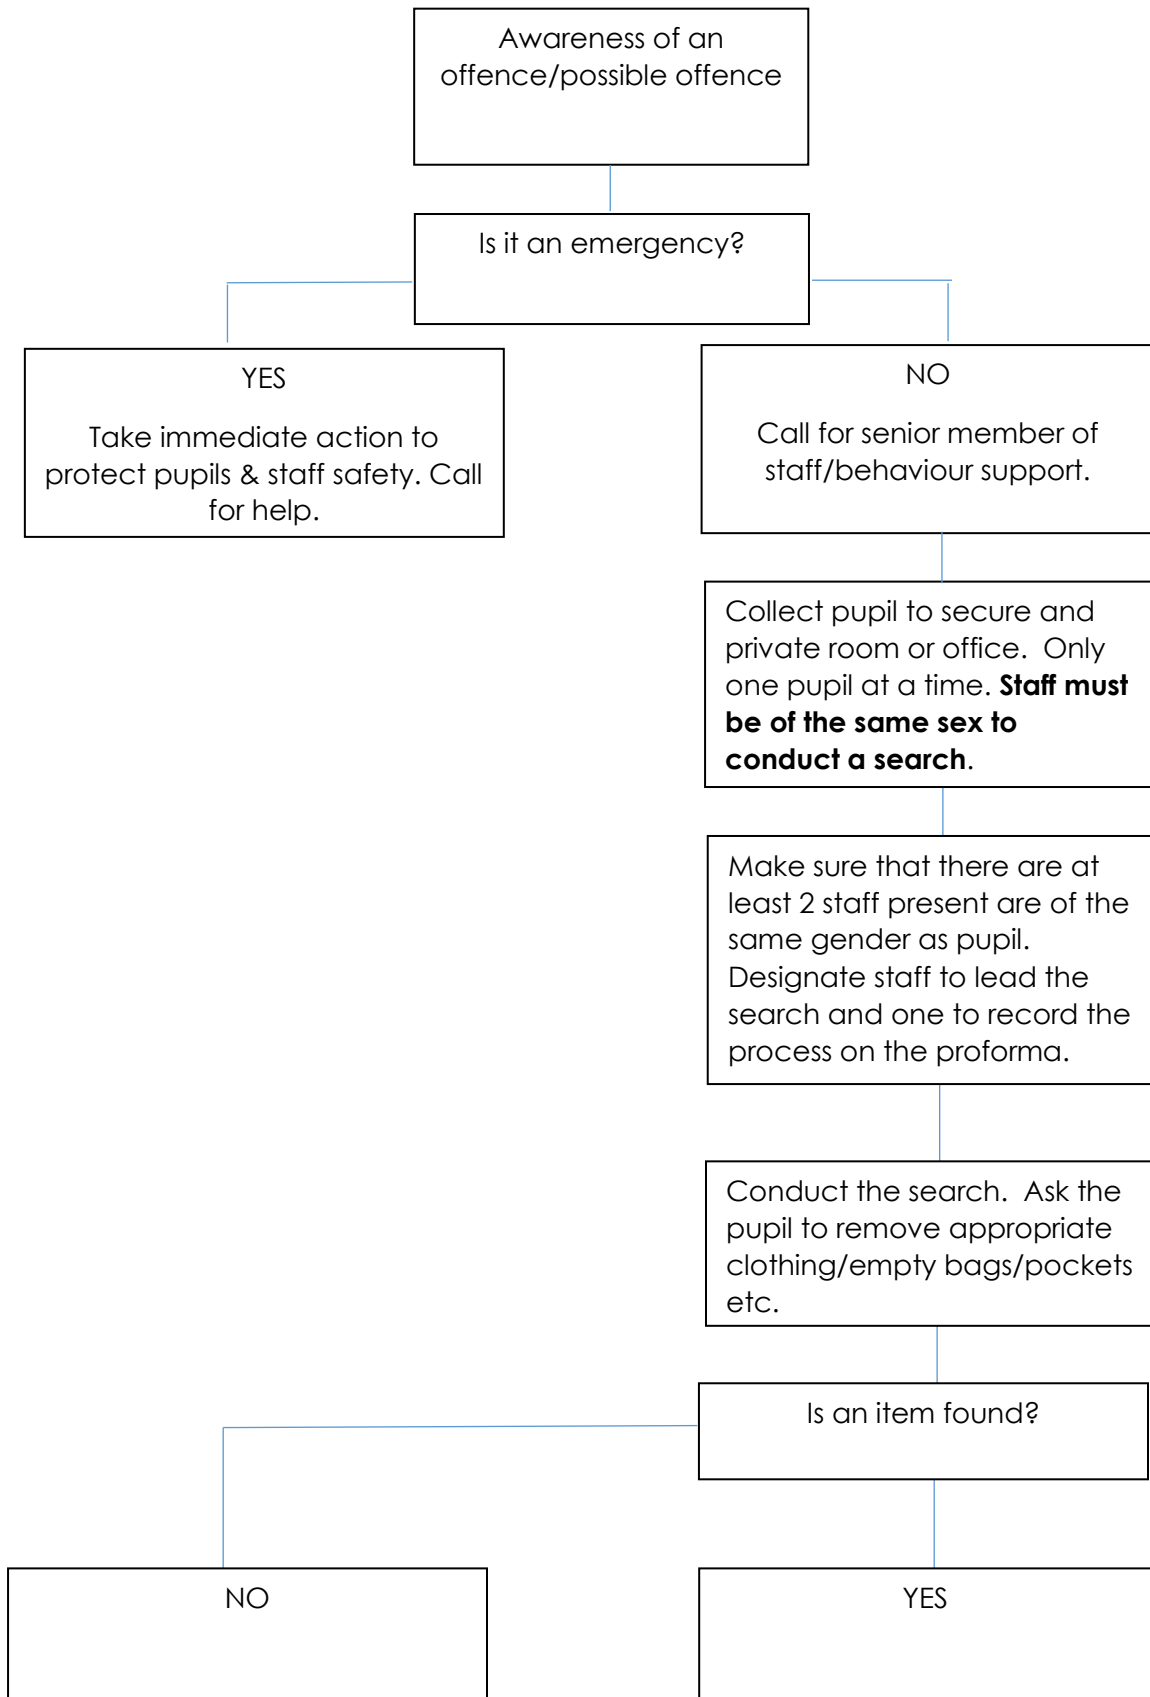 Awareness of an
offence/possible offence
Is it an emergency?
YES
Take immediate action to
protect pupils & staff safety. Call
for help.
NO
Call for senior member of
staff/behaviour support.
Collect pupil to secure and
private room or office.  Only
one pupil at a time. Staff must
be of the same sex to
conduct a search.
Make sure that there are at
least 2 staff present are of the
same gender as pupil.
Designate staff to lead the
search and one to record the
process on the proforma.
Conduct the search.  Ask the
pupil to remove appropriate
clothing/empty bags/pockets
etc.
Is an item found?
NO
YES